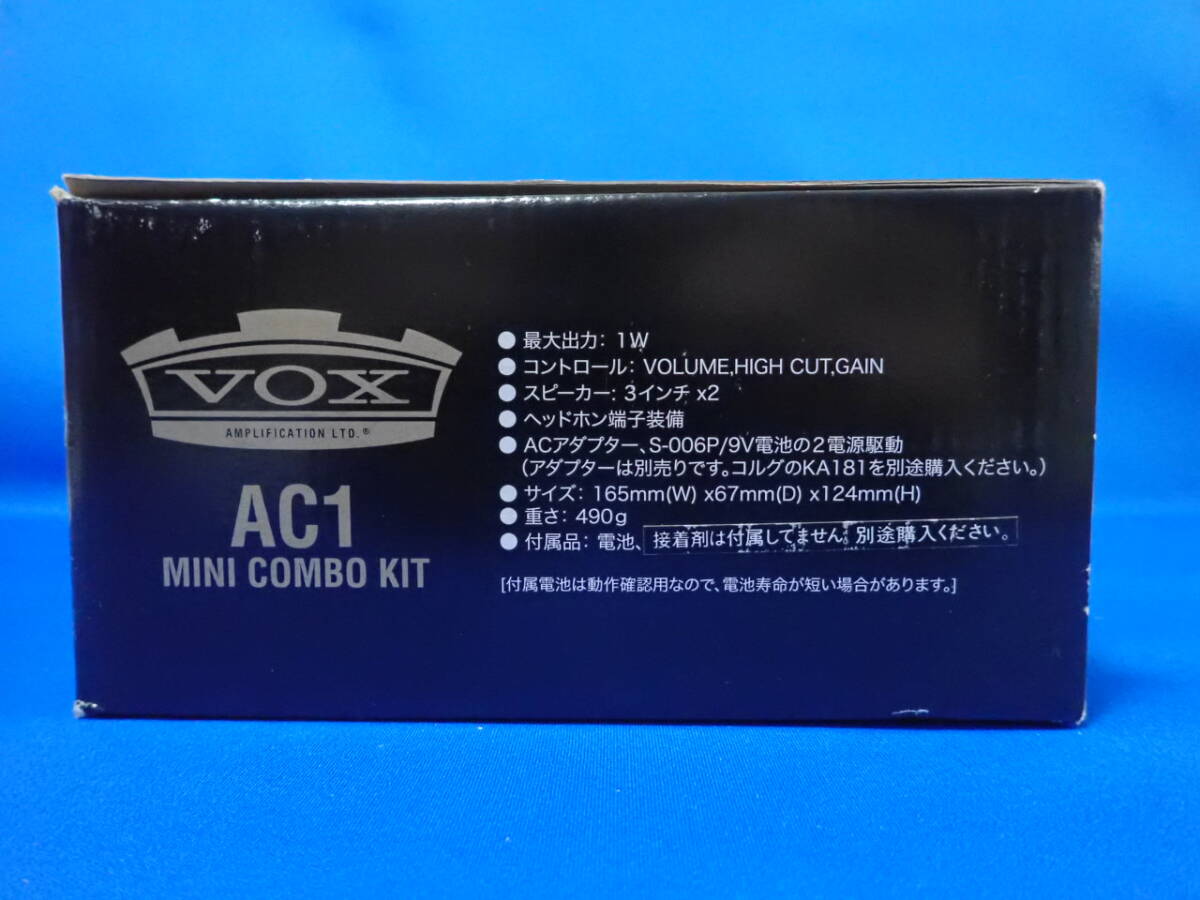 VOX
AMPLIFICATION LTD.®
AC1
MINI COMBO KIT
● 最大出力: 1W
● コントロール: VOLUME,HIGH CUT,GAIN
● スピーカー: 3インチ x2
● ヘッドホン端子装備
● ACアダプター、S-006P/9V電池の2電源駆動
(アダプターは別売りです。コルグのKA181を別途購入ください。)
● サイズ: 165mm(W) x67mm(D) x124mm(H)
● 重さ: 490g
● 付属品: 電池、接着剤は付属してません。別途購入ください。
[付属電池は動作確認用なので、電池寿命が短い場合があります。]